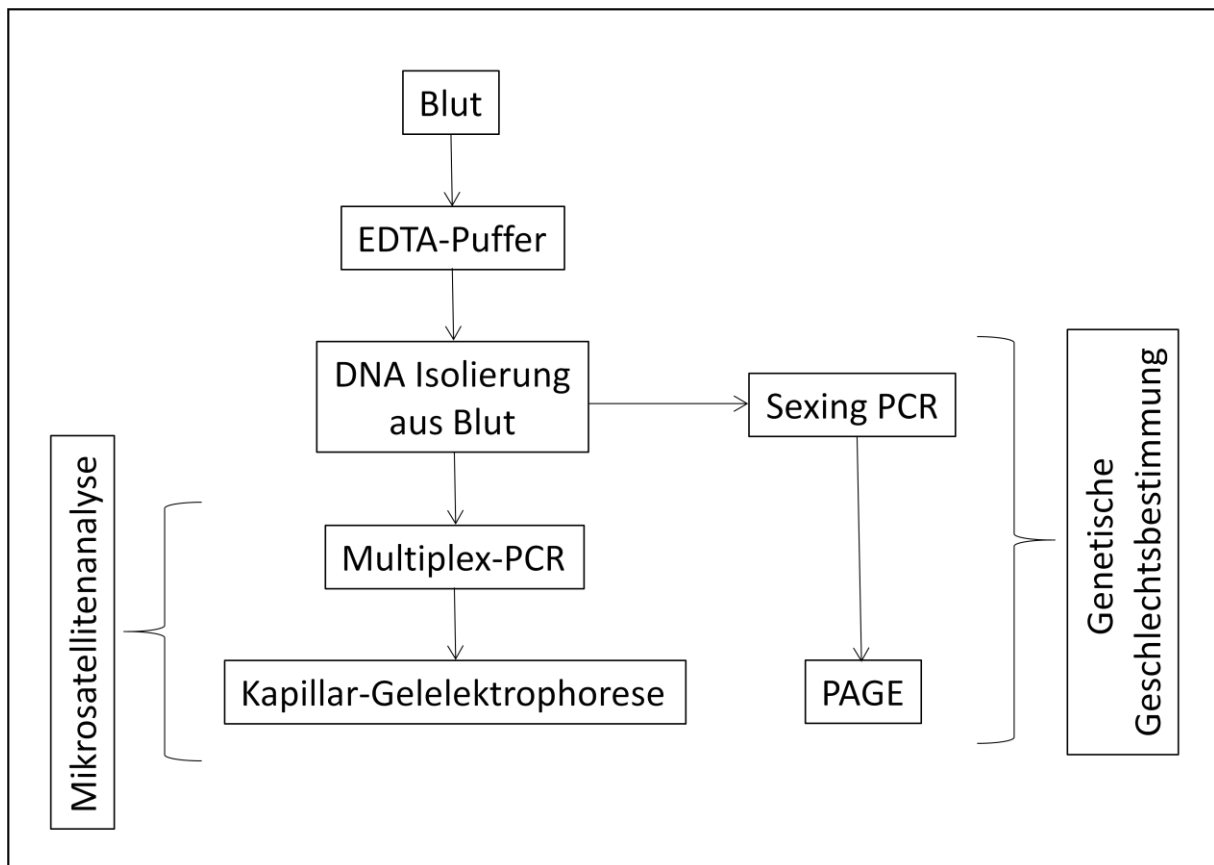 Blut
EDTA-Puffer
DNA Isolierung
aus Blut
Sexing PCR
Multiplex-PCR
Kapillar-Gelelektrophorese
PAGE
Mikrosatellitenanalyse
Genetische
Geschlechtsbestimmung